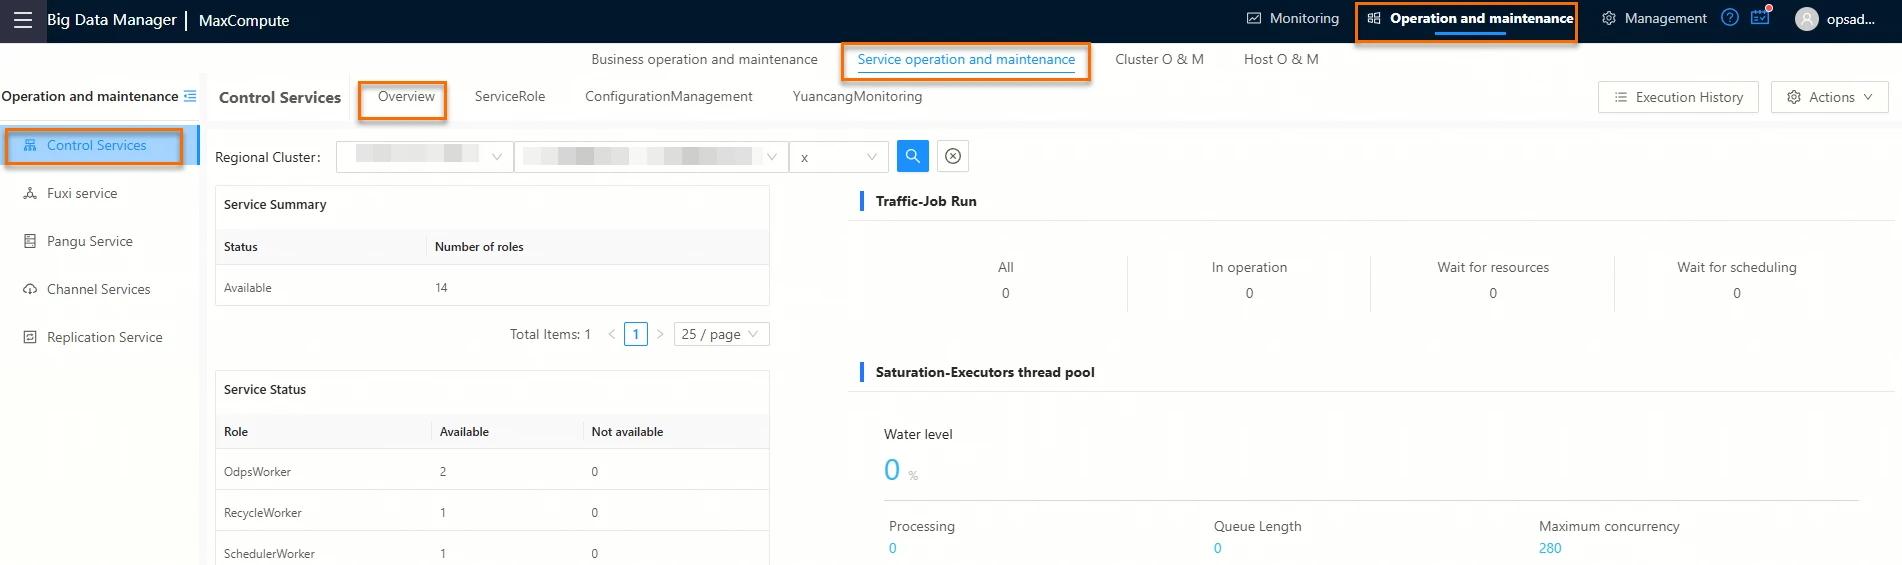 Big Data Manager | MaxCompute
Monitoring
Operation and maintenance
Management
opsad...
Business operation and maintenance
Service operation and maintenance
Cluster O & M
Host O & M
Operation and maintenance
Control Services
Fuxi service
Pangu Service
Channel Services
Replication Service
Control Services
Overview
ServiceRole
ConfigurationManagement
YuancangMonitoring
Execution History
Actions
Regional Cluster:
x
Service Summary
Status Number of roles
Available 14
Total Items: 1 < 1 > 25 / page
Service Status
Role Available Not available
OdpsWorker 2 0
RecycleWorker 1 0
SchedulerWorker 1 0
Traffic-Job Run
All In operation Wait for resources Wait for scheduling
0 0 0 0
Saturation-Executors thread pool
Water level
0 %
Processing Queue Length Maximum concurrency
0 0 280